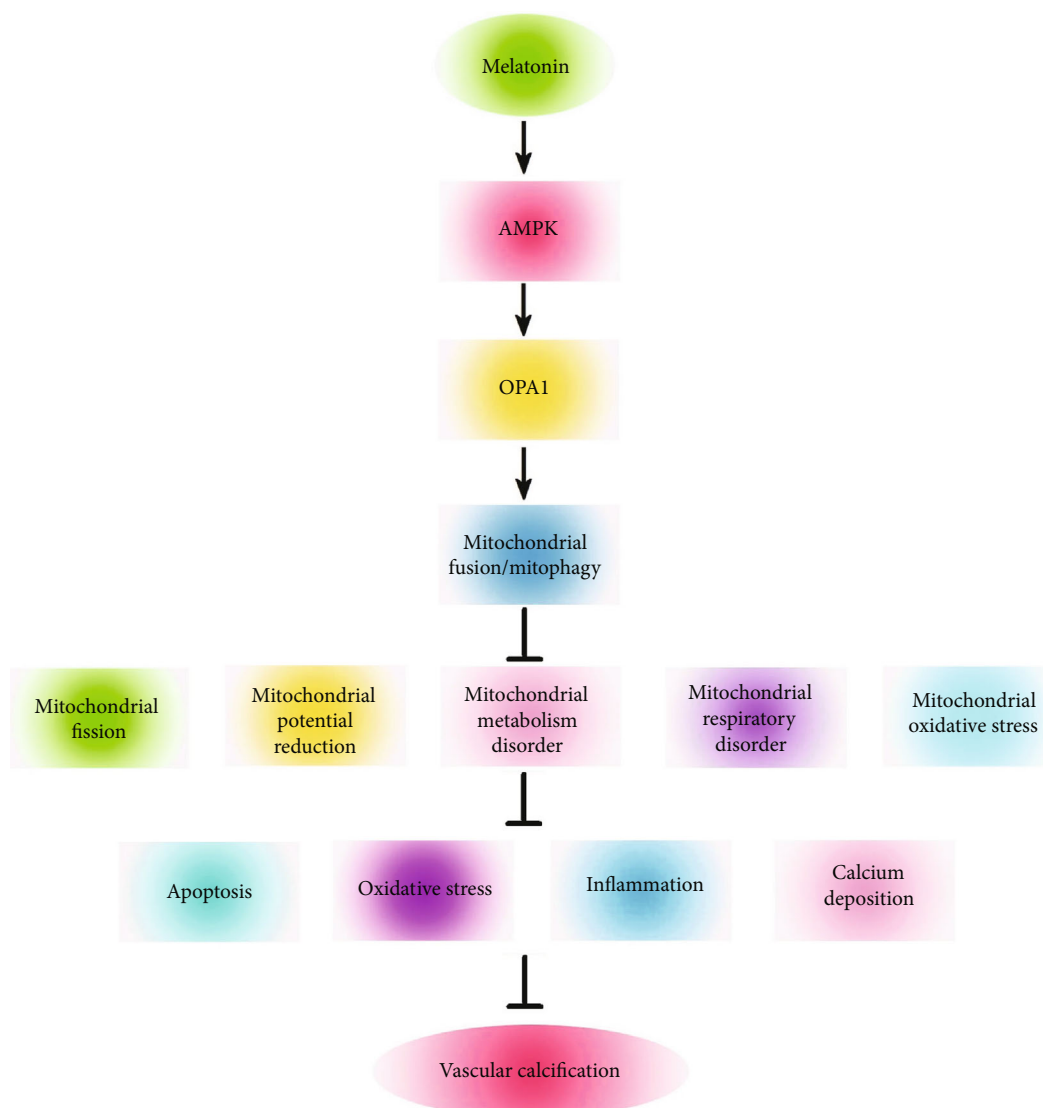 Melatonin
AMPK
OPA1
Mitochondrial
fusion/mitophagy
Mitochondrial
fission
Mitochondrial
potential
reduction
Mitochondrial
metabolism
disorder
Mitochondrial
respiratory
disorder
Mitochondrial
oxidative stress
Apoptosis
Oxidative stress
Inflammation
Calcium
deposition
Vascular calcification